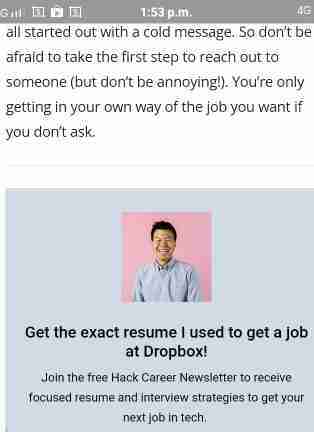 G 1:53 p.m. 4G
all started out with a cold message. So don't be
afraid to take the first step to reach out to
someone (but don't be annoying!). You're only
getting in your own way of the job you want if
you don't ask.
Get the exact resume I used to get a job
at Dropbox!
Join the free Hack Career Newsletter to receive
focused resume and interview strategies to get your
next job in tech.